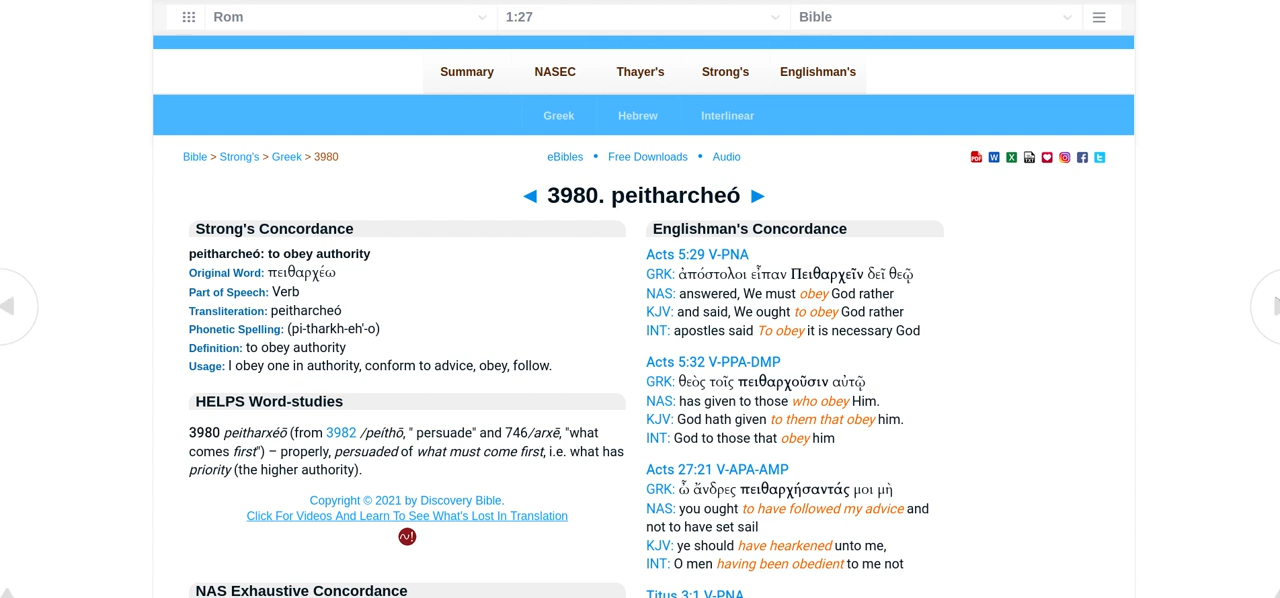 Rom 1:27 Bible
Summary NASEC Thayer's Strong's Englishman's
Greek Hebrew Interlinear
Bible > Strong's > Greek > 3980
eBibles • Free Downloads • Audio
◄ 3980. peitharcheó ►
Strong's Concordance
peitharcheó: to obey authority
Original Word: πειθαρχέω
Part of Speech: Verb
Transliteration: peitharcheó
Phonetic Spelling: (pi-tharkh-eh'-o)
Definition: to obey authority
Usage: I obey one in authority, conform to advice, obey, follow.
HELPS Word-studies
3980 peitharxéō (from 3982 /peíthō, " persuade" and 746/arxē, "what
comes first") – properly, persuaded of what must come first, i.e. what has
priority (the higher authority).
Copyright © 2021 by Discovery Bible.
Click For Videos And Learn To See What's Lost In Translation
NAS Exhaustive Concordance
Englishman's Concordance
Acts 5:29 V-PNA
GRK: ἀπόστολοι εἶπαν Πειθαρχεῖν δεῖ θεῷ
NAS: answered, We must obey God rather
KJV: and said, We ought to obey God rather
INT: apostles said To obey it is necessary God
Acts 5:32 V-PPA-DMP
GRK: θεὸς τοῖς πειθαρχοῦσιν αὐτῷ
NAS: has given to those who obey Him.
KJV: God hath given to them that obey him.
INT: God to those that obey him
Acts 27:21 V-APA-AMP
GRK: ὦ ἄνδρες πειθαρχήσαντάς μοι μὴ
NAS: you ought to have followed my advice and
not to have set sail
KJV: ye should have hearkened unto me,
INT: O men having been obedient to me not
Titus 3:1 V-PNA